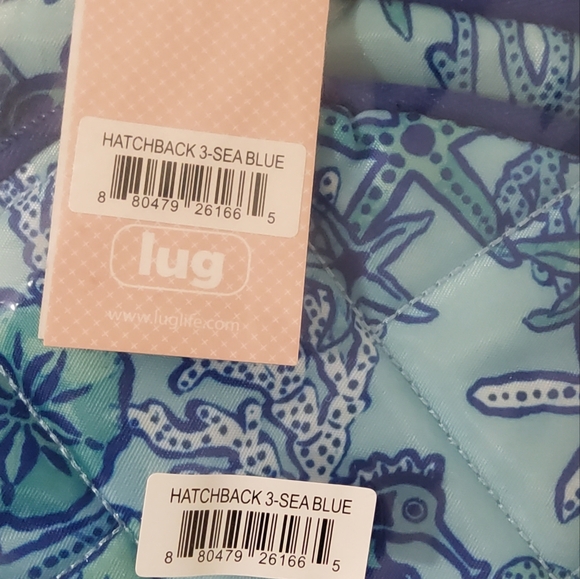 HATCHBACK 3-SEA BLUE
8 80479 26166 5
lug
www.luglife.com
HATCHBACK 3-SEA BLUE
8 80479 26166 5